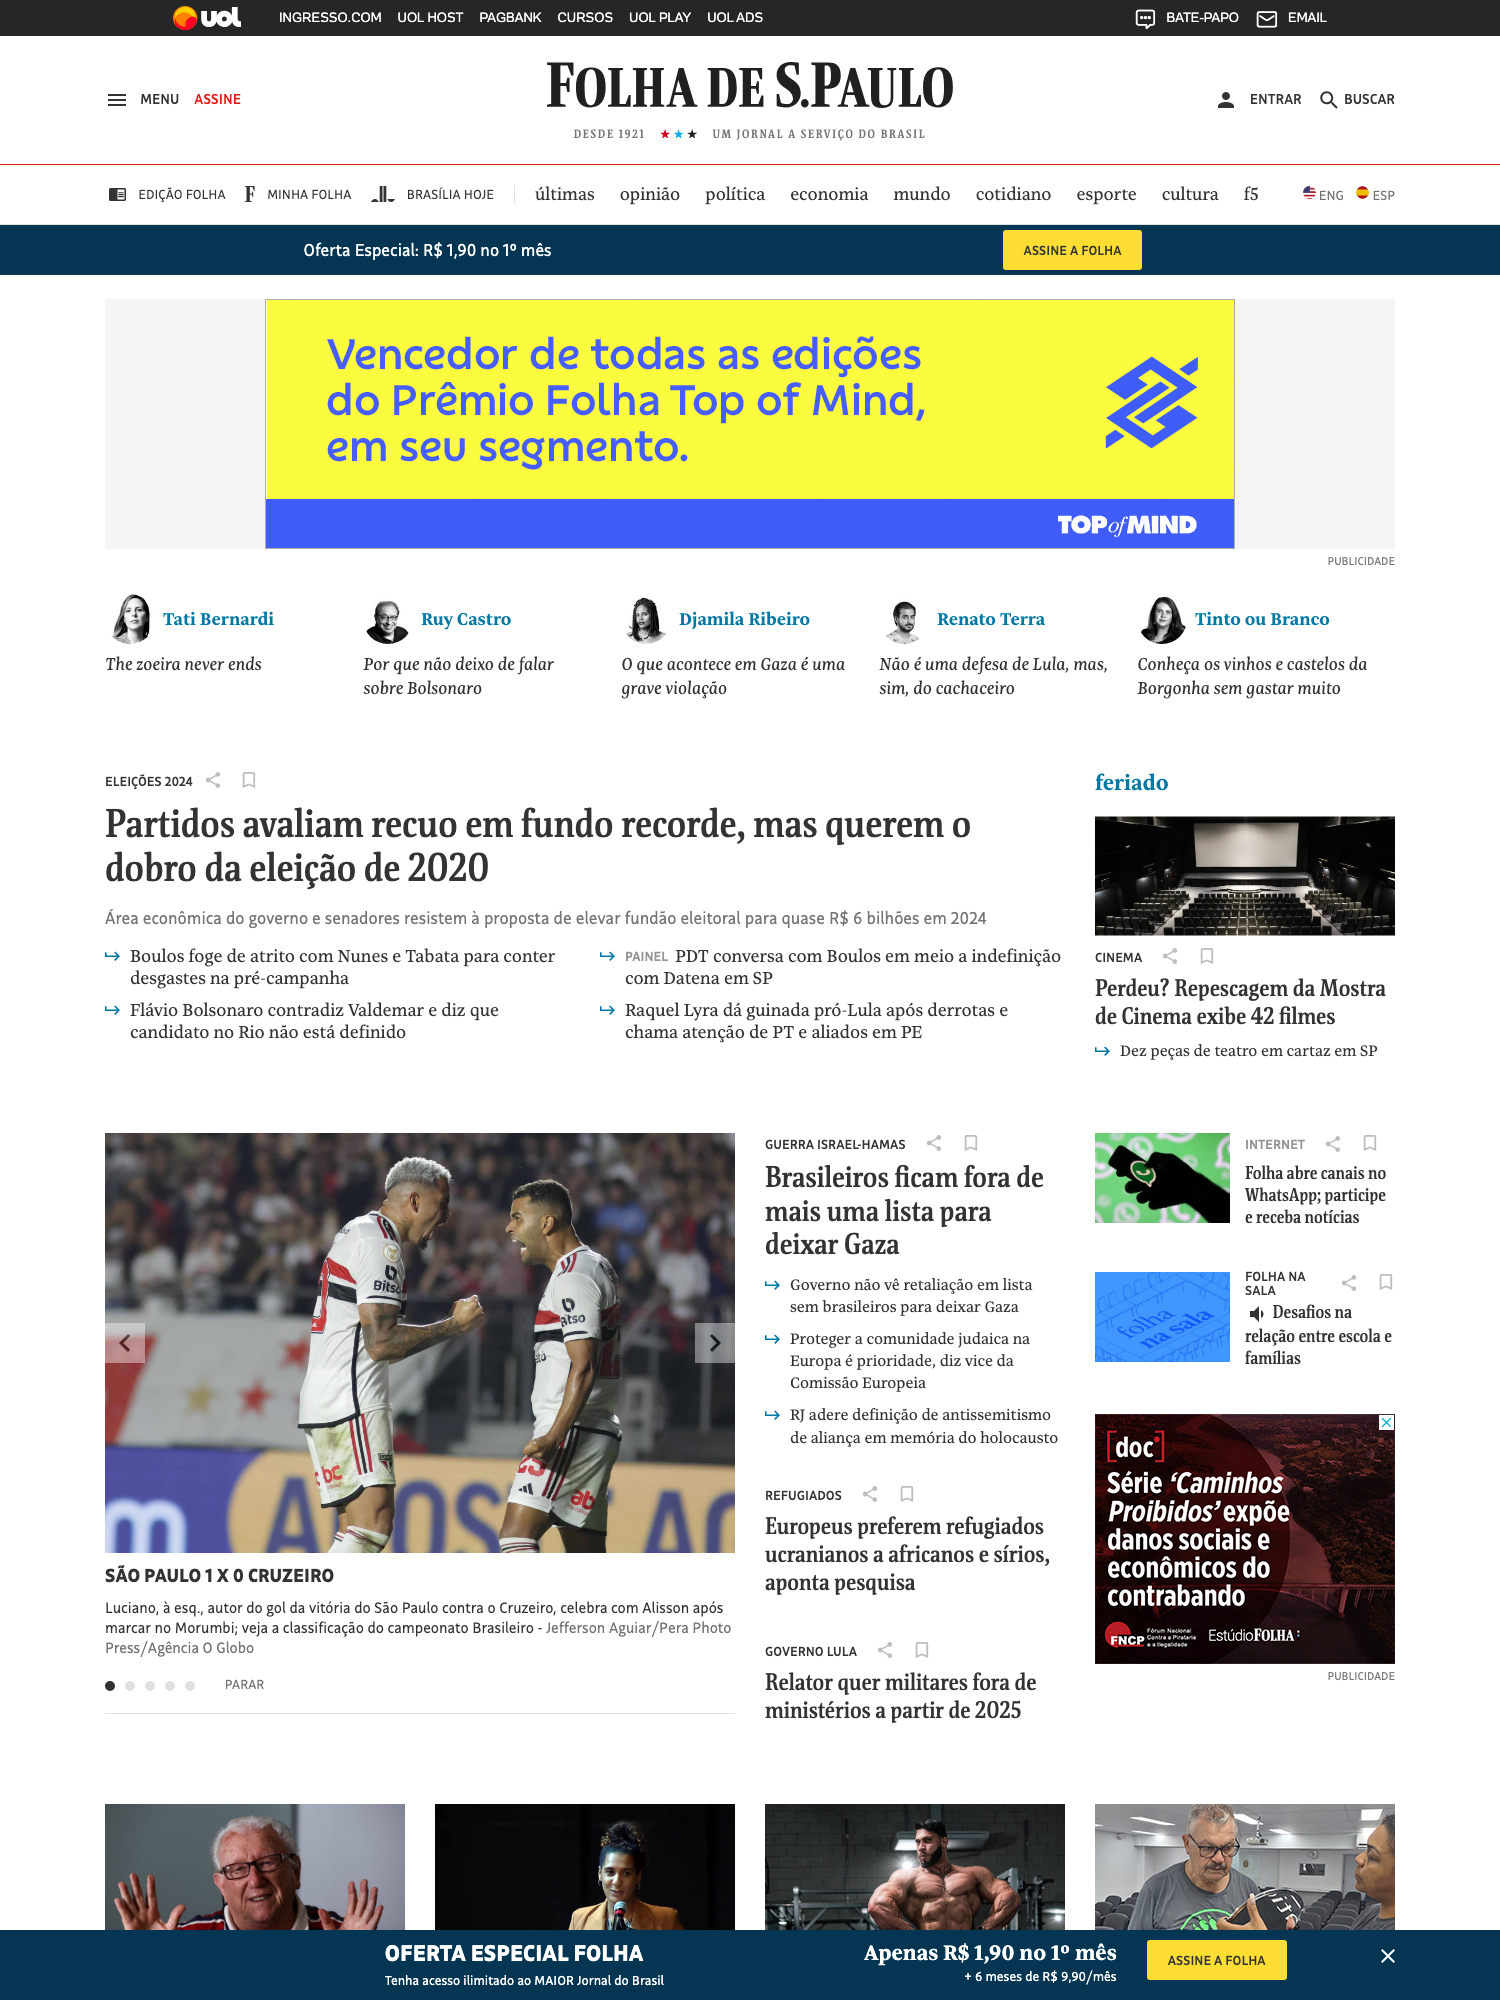 uol
INGRESSO.COM UOL HOST PAGBANK CURSOS UOL PLAY UOL ADS BATE-PAPO EMAIL
MENU ASSINE
FOLHA DE S.PAULO
DESDE 1921 ★★★ UM JORNAL A SERVIÇO DO BRASIL
ENTRAR BUSCAR
EDIÇÃO FOLHA F MINHA FOLHA BRASÍLIA HOJE últimas opinião política economia mundo cotidiano esporte cultura f5 ENG ESP
Oferta Especial: R$ 1,90 no 1º mês ASSINE A FOLHA
Vencedor de todas as edições
do Prêmio Folha Top of Mind,
em seu segmento.
TOP of MIND
PUBLICIDADE
Tati Bernardi
The zoeira never ends
Ruy Castro
Por que não deixo de falar
sobre Bolsonaro
Djamila Ribeiro
O que acontece em Gaza é uma
grave violação
Renato Terra
Não é uma defesa de Lula, mas,
sim, do cachaceiro
Tinto ou Branco
Conheça os vinhos e castelos da
Borgonha sem gastar muito
ELEIÇÕES 2024
Partidos avaliam recuo em fundo recorde, mas querem o
dobro da eleição de 2020
Área econômica do governo e senadores resistem à proposta de elevar fundão eleitoral para quase R$ 6 bilhões em 2024
Boulos foge de atrito com Nunes e Tabata para conter
desgastes na pré-campanha
Flávio Bolsonaro contradiz Valdemar e diz que
candidato no Rio não está definido
PAINEL PDT conversa com Boulos em meio a indefinição
com Datena em SP
Raquel Lyra dá guinada pró-Lula após derrotas e
chama atenção de PT e aliados em PE
feriado
CINEMA
Perdeu? Repescagem da Mostra
de Cinema exibe 42 filmes
Dez peças de teatro em cartaz em SP
Bitso
SÃO PAULO 1 X 0 CRUZEIRO
Luciano, à esq., autor do gol da vitória do São Paulo contra o Cruzeiro, celebra com Alisson após
marcar no Morumbi; veja a classificação do campeonato Brasileiro - Jefferson Aguiar/Pera Photo
Press/Agência O Globo
PARAR
GUERRA ISRAEL-HAMAS
Brasileiros ficam fora de
mais uma lista para
deixar Gaza
Governo não vê retaliação em lista
sem brasileiros para deixar Gaza
Proteger a comunidade judaica na
Europa é prioridade, diz vice da
Comissão Europeia
RJ adere definição de antissemitismo
de aliança em memória do holocausto
REFUGIADOS
Europeus preferem refugiados
ucranianos a africanos e sírios,
aponta pesquisa
GOVERNO LULA
Relator quer militares fora de
ministérios a partir de 2025
INTERNET
Folha abre canais no
WhatsApp; participe
e receba notícias
folha
na sala
FOLHA NA
SALA
Desafios na
relação entre escola e
famílias
[doc]
Série ‘Caminhos
Proibidos’ expõe
danos sociais e
econômicos do
contrabando
FNCP Fórum Nacional
Contra a Pirataria
e a Ilegalidade
EstúdioFOLHA:
PUBLICIDADE
OFERTA ESPECIAL FOLHA
Tenha acesso ilimitado ao MAIOR Jornal do Brasil
Apenas R$ 1,90 no 1º mês
+ 6 meses de R$ 9,90/mês
ASSINE A FOLHA